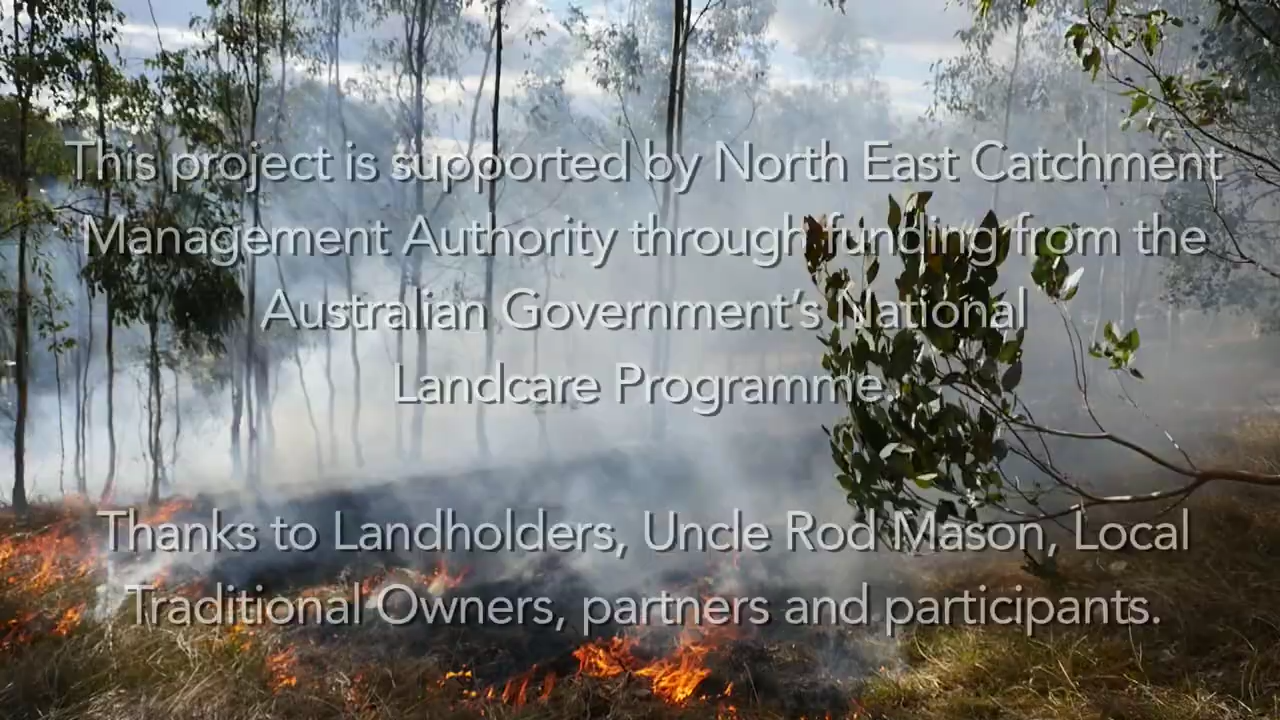 This project is supported by North East Catchment
Management Authority through funding from the
Australian Government's National
Landcare Programme.
Thanks to Landholders, Uncle Rod Mason, Local
Traditional Owners, partners and participants.